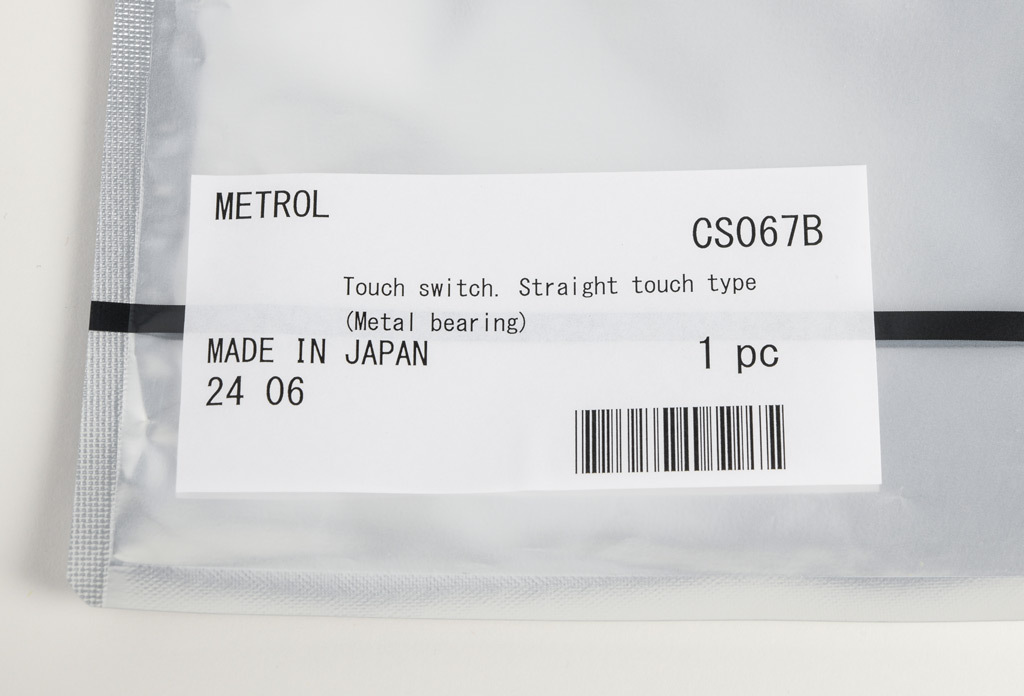 METROL
CS067B
Touch switch. Straight touch type
(Metal bearing)
MADE IN JAPAN
1 pc
24 06